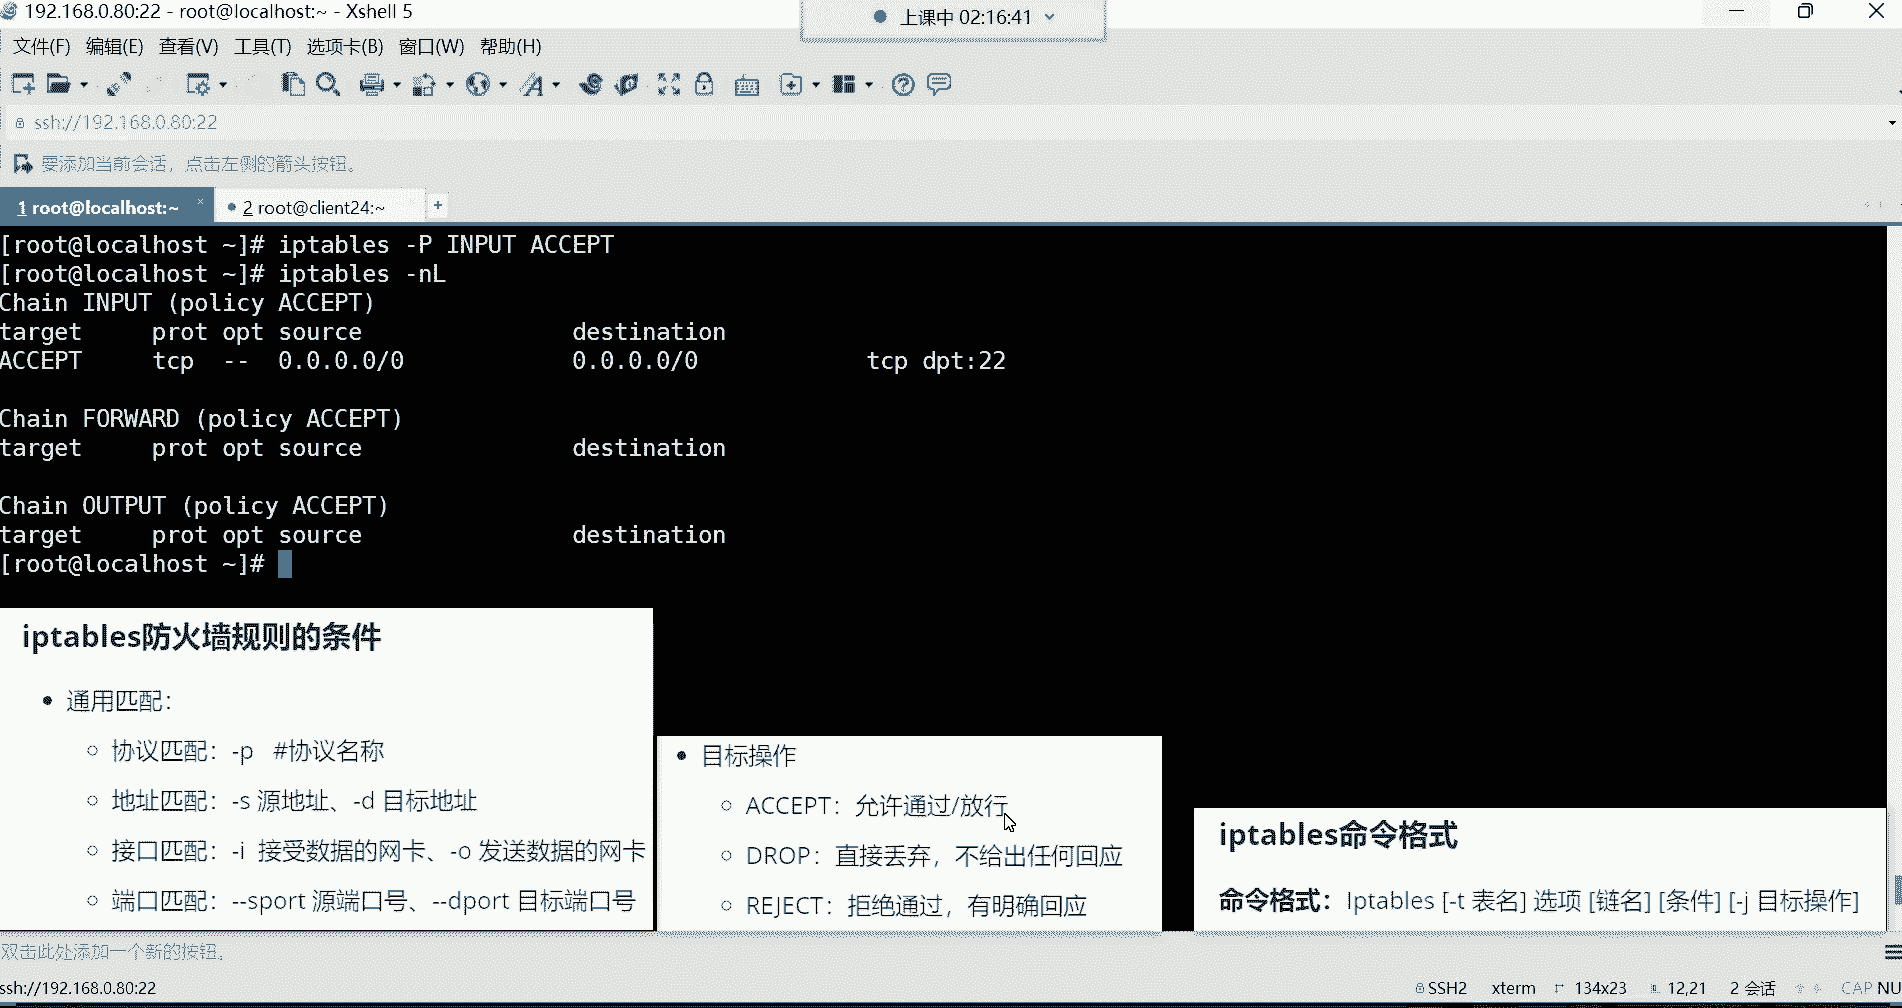 192.168.0.80:22 - root@localhost:~ - Xshell 5
上课中 02:16:41
文件(F) 编辑(E) 查看(V) 工具(T) 选项卡(B) 窗口(W) 帮助(H)
ssh://192.168.0.80:22
要添加当前会话，点击左侧的箭头按钮。
1 root@localhost:~ × 2 root@client24:~ +
[root@localhost ~]# iptables -P INPUT ACCEPT
[root@localhost ~]# iptables -nL
Chain INPUT (policy ACCEPT)
target prot opt source destination
ACCEPT tcp -- 0.0.0.0/0 0.0.0.0/0 tcp dpt:22
Chain FORWARD (policy ACCEPT)
target prot opt source destination
Chain OUTPUT (policy ACCEPT)
target prot opt source destination
[root@localhost ~]#
iptables防火墙规则的条件
• 通用匹配：
○ 协议匹配：-p #协议名称
○ 地址匹配：-s 源地址、-d 目标地址
○ 接口匹配：-i 接受数据的网卡、-o 发送数据的网卡
○ 端口匹配：--sport 源端口号、--dport 目标端口号
• 目标操作
○ ACCEPT：允许通过/放行
○ DROP：直接丢弃，不给出任何回应
○ REJECT：拒绝通过，有明确回应
iptables命令格式
命令格式：Iptables [-t 表名] 选项 [链名] [条件] [-j 目标操作]
双击此处添加一个新的按钮。
ssh://192.168.0.80:22 SSH2 xterm 134x23 12,21 2 会话 CAP NU